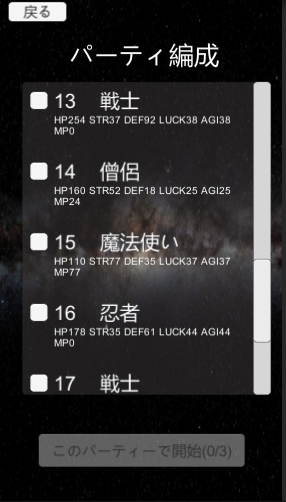 戻る
パーティ編成
13 戦士
HP254 STR37 DEF92 LUCK38 AGI38
MP0
14 僧侶
HP160 STR52 DEF18 LUCK25 AGI25
MP24
15 魔法使い
HP110 STR77 DEF35 LUCK37 AGI37
MP77
16 忍者
HP178 STR35 DEF61 LUCK44 AGI44
MP0
17 戦士
このパーティーで開始(0/3)